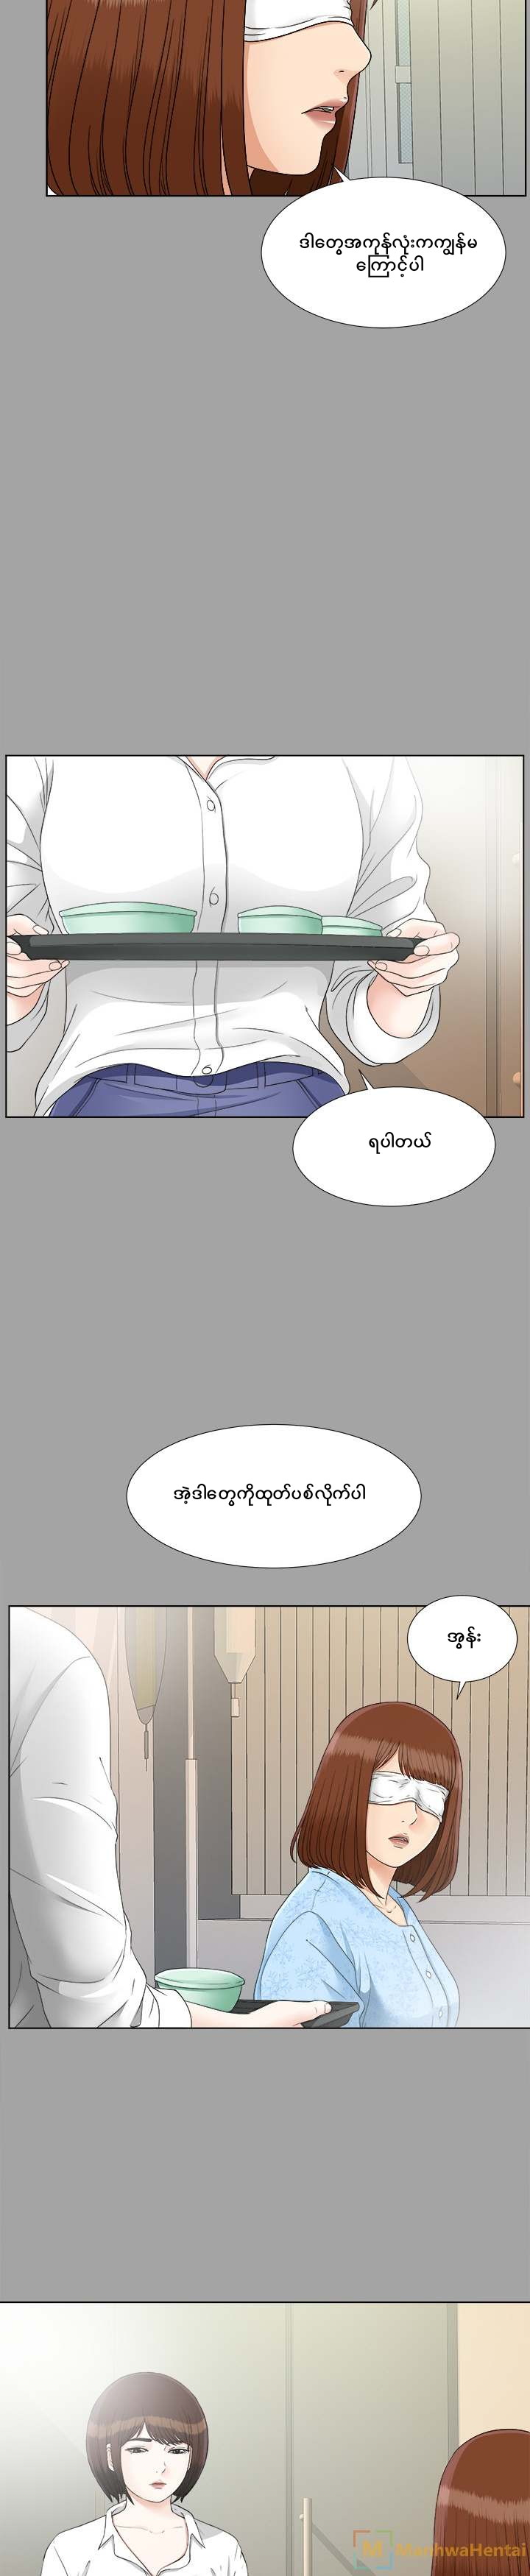 ဒါတွေအကုန်လုံးကကျွန်မ
ကြောင့်ပါ
ရပါတယ်
အဲ့ဒါတွေကိုထုတ်ပစ်လိုက်ပါ
အွန်း
ManhwaHentai